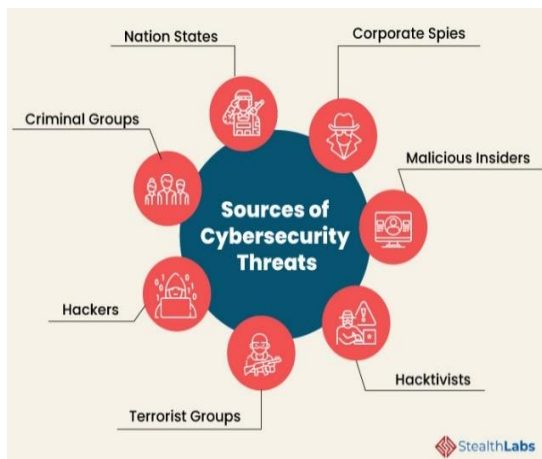 Nation States
Corporate Spies
Criminal Groups
Malicious Insiders
Sources of
Cybersecurity
Threats
Hackers
Hacktivists
Terrorist Groups
StealthLabs